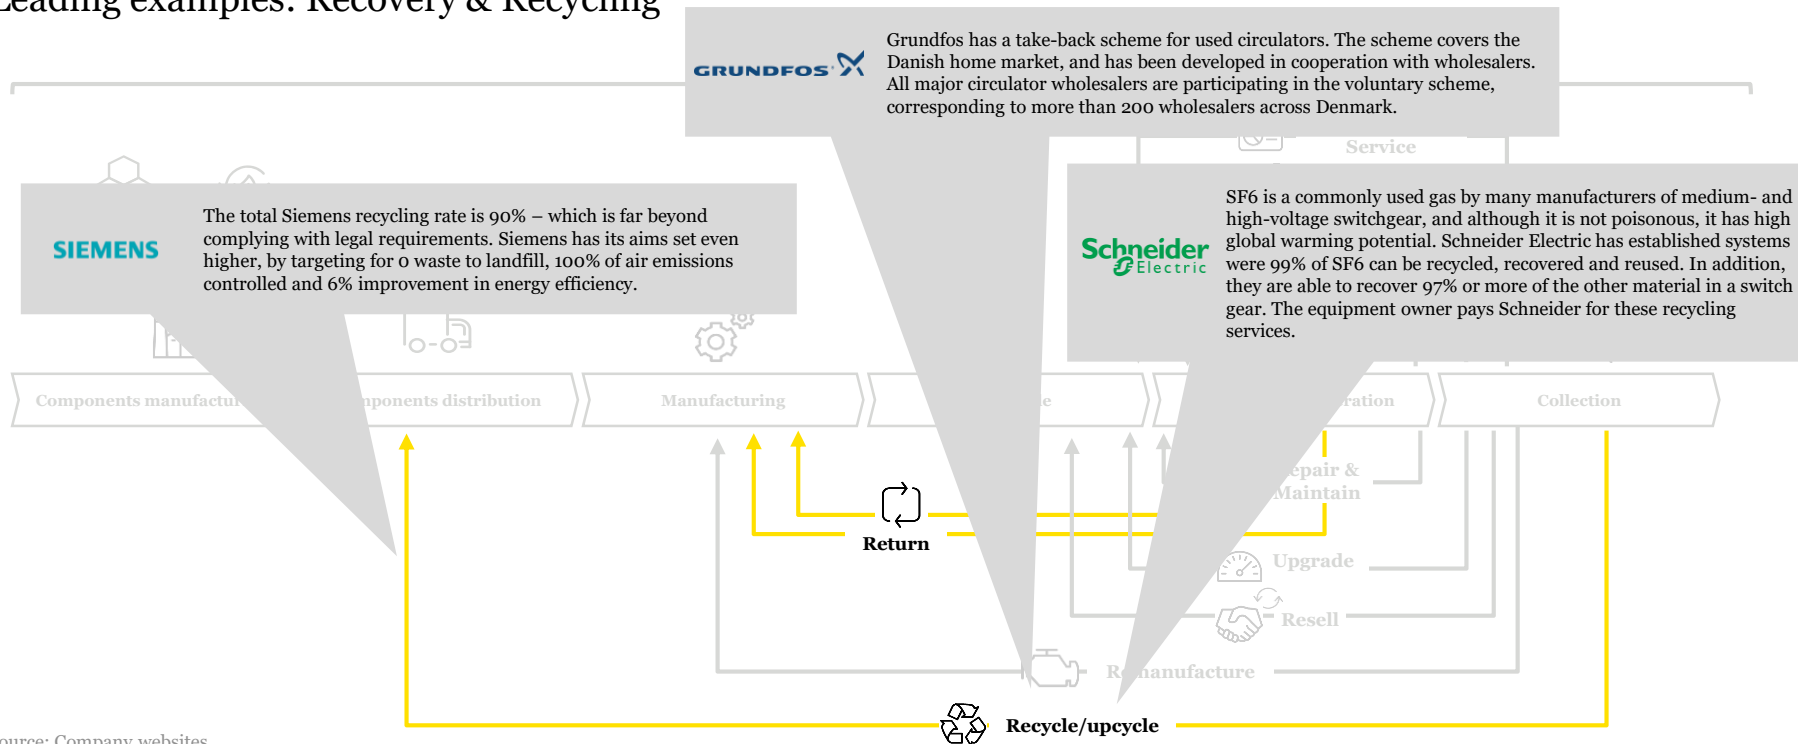 Leading examples: Recovery & Recycling
GRUNDFOS
Grundfos has a take-back scheme for used circulators. The scheme covers the
Danish home market, and has been developed in cooperation with wholesalers.
All major circulator wholesalers are participating in the voluntary scheme,
corresponding to more than 200 wholesalers across Denmark.
Service
SIEMENS
The total Siemens recycling rate is 90% – which is far beyond
complying with legal requirements. Siemens has its aims set even
higher, by targeting for 0 waste to landfill, 100% of air emissions
controlled and 6% improvement in energy efficiency.
Schneider
Electric
SF6 is a commonly used gas by many manufacturers of medium- and
high-voltage switchgear, and although it is not poisonous, it has high
global warming potential. Schneider Electric has established systems
were 99% of SF6 can be recycled, recovered and reused. In addition,
they are able to recover 97% or more of the other material in a switch
gear. The equipment owner pays Schneider for these recycling
services.
Components manufactur
ponents distribution
Manufacturing
ration
Collection
epair &
Maintain
Return
Upgrade
Resell
Remanufacture
Recycle/upcycle
ource: Company websites